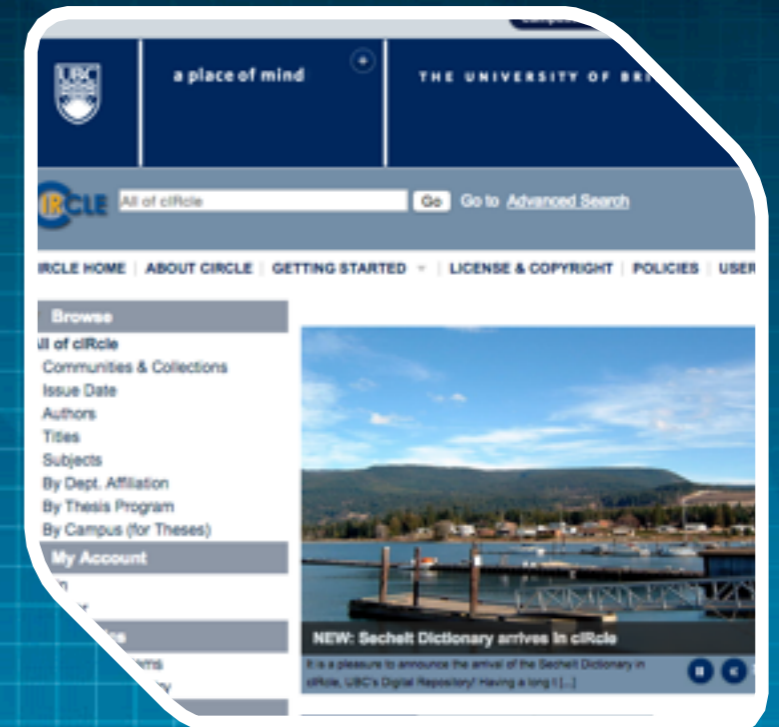 UBC
a place of mind
THE UNIVERSITY OF BRI
CIRCLE All of cIRcle Go Go to Advanced Search
IRCLE HOME | ABOUT CIRCLE | GETTING STARTED | LICENSE & COPYRIGHT | POLICIES | USER
Browse
All of cIRcle
Communities & Collections
Issue Date
Authors
Titles
Subjects
By Dept. Affiliation
By Thesis Program
By Campus (for Theses)
My Account
NEW: Sechelt Dictionary arrives in cIRcle
It is a pleasure to announce the arrival of the Sechelt Dictionary in
cIRcle, UBC's Digital Repository! Having a long t [...]